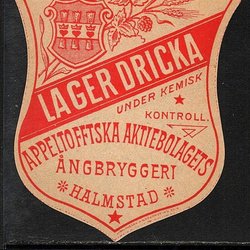 LAGER DRICKA
UNDER KEMISK
KONTROLL.
APPELTOFFTSKA AKTIEBOLAGETS
ÅNGBRYGGERI
HALMSTAD